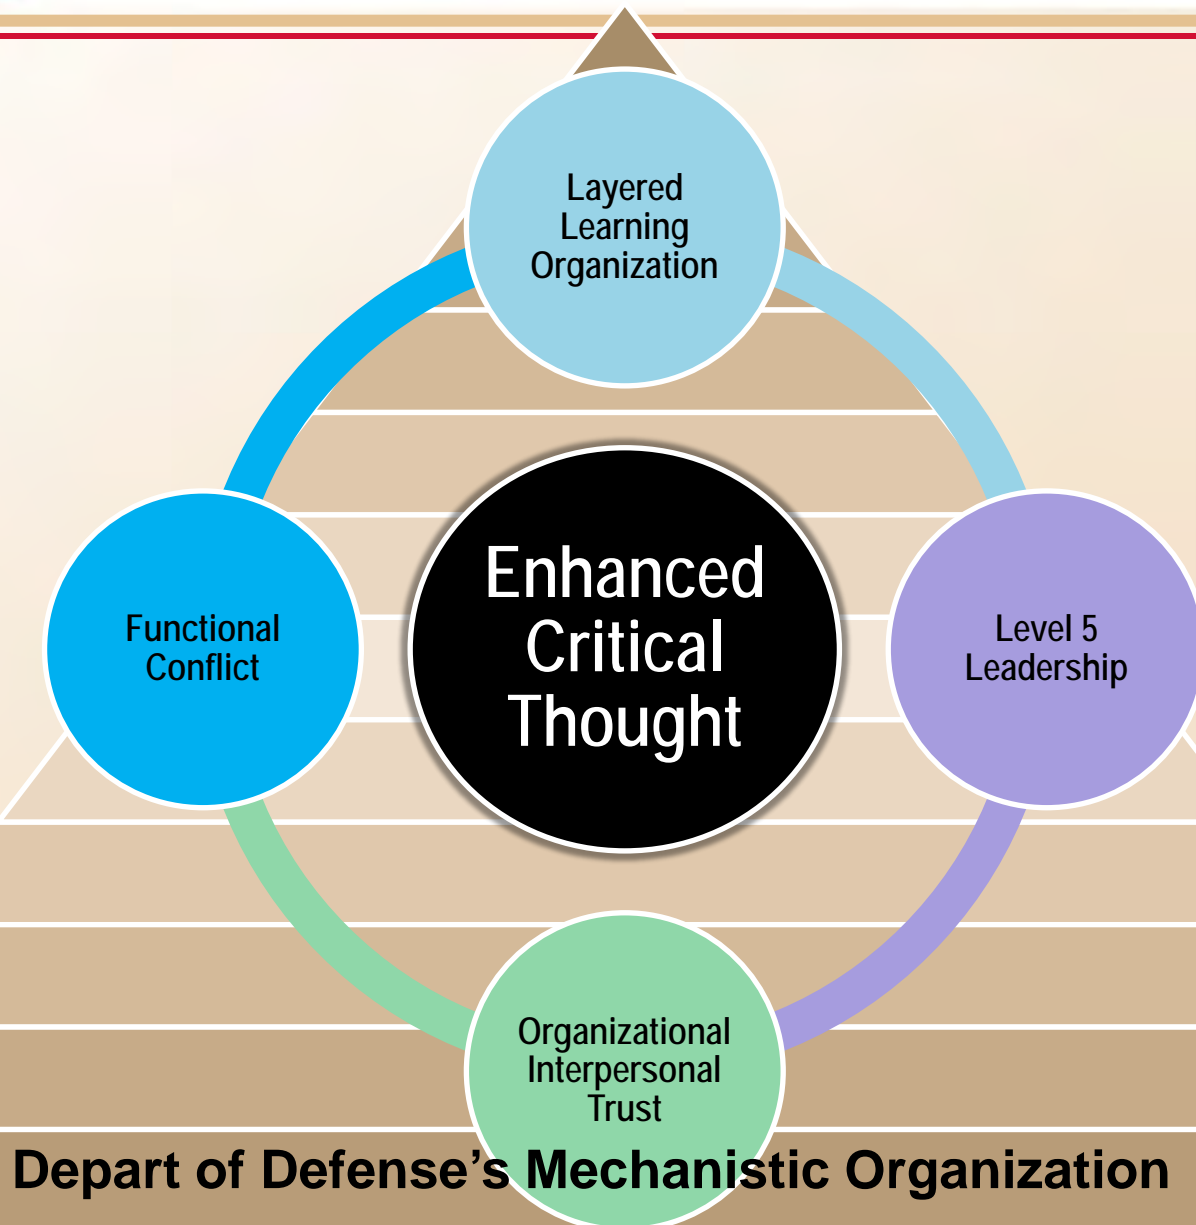 Layered
Learning
Organization
Functional
Conflict
Enhanced
Critical
Thought
Level 5
Leadership
Organizational
Interpersonal
Trust
Depart of Defense’s Mechanistic Organization